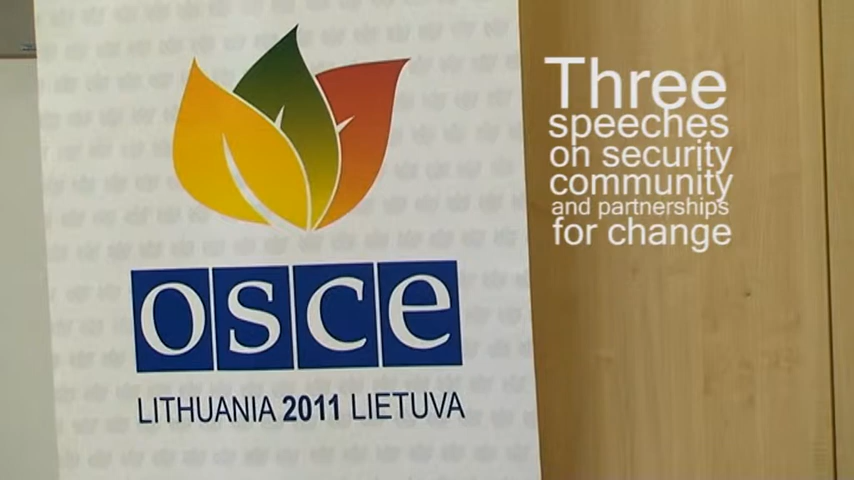 osce
LITHUANIA 2011 LIETUVA
Three
speeches
on security
community
and partnerships
for change